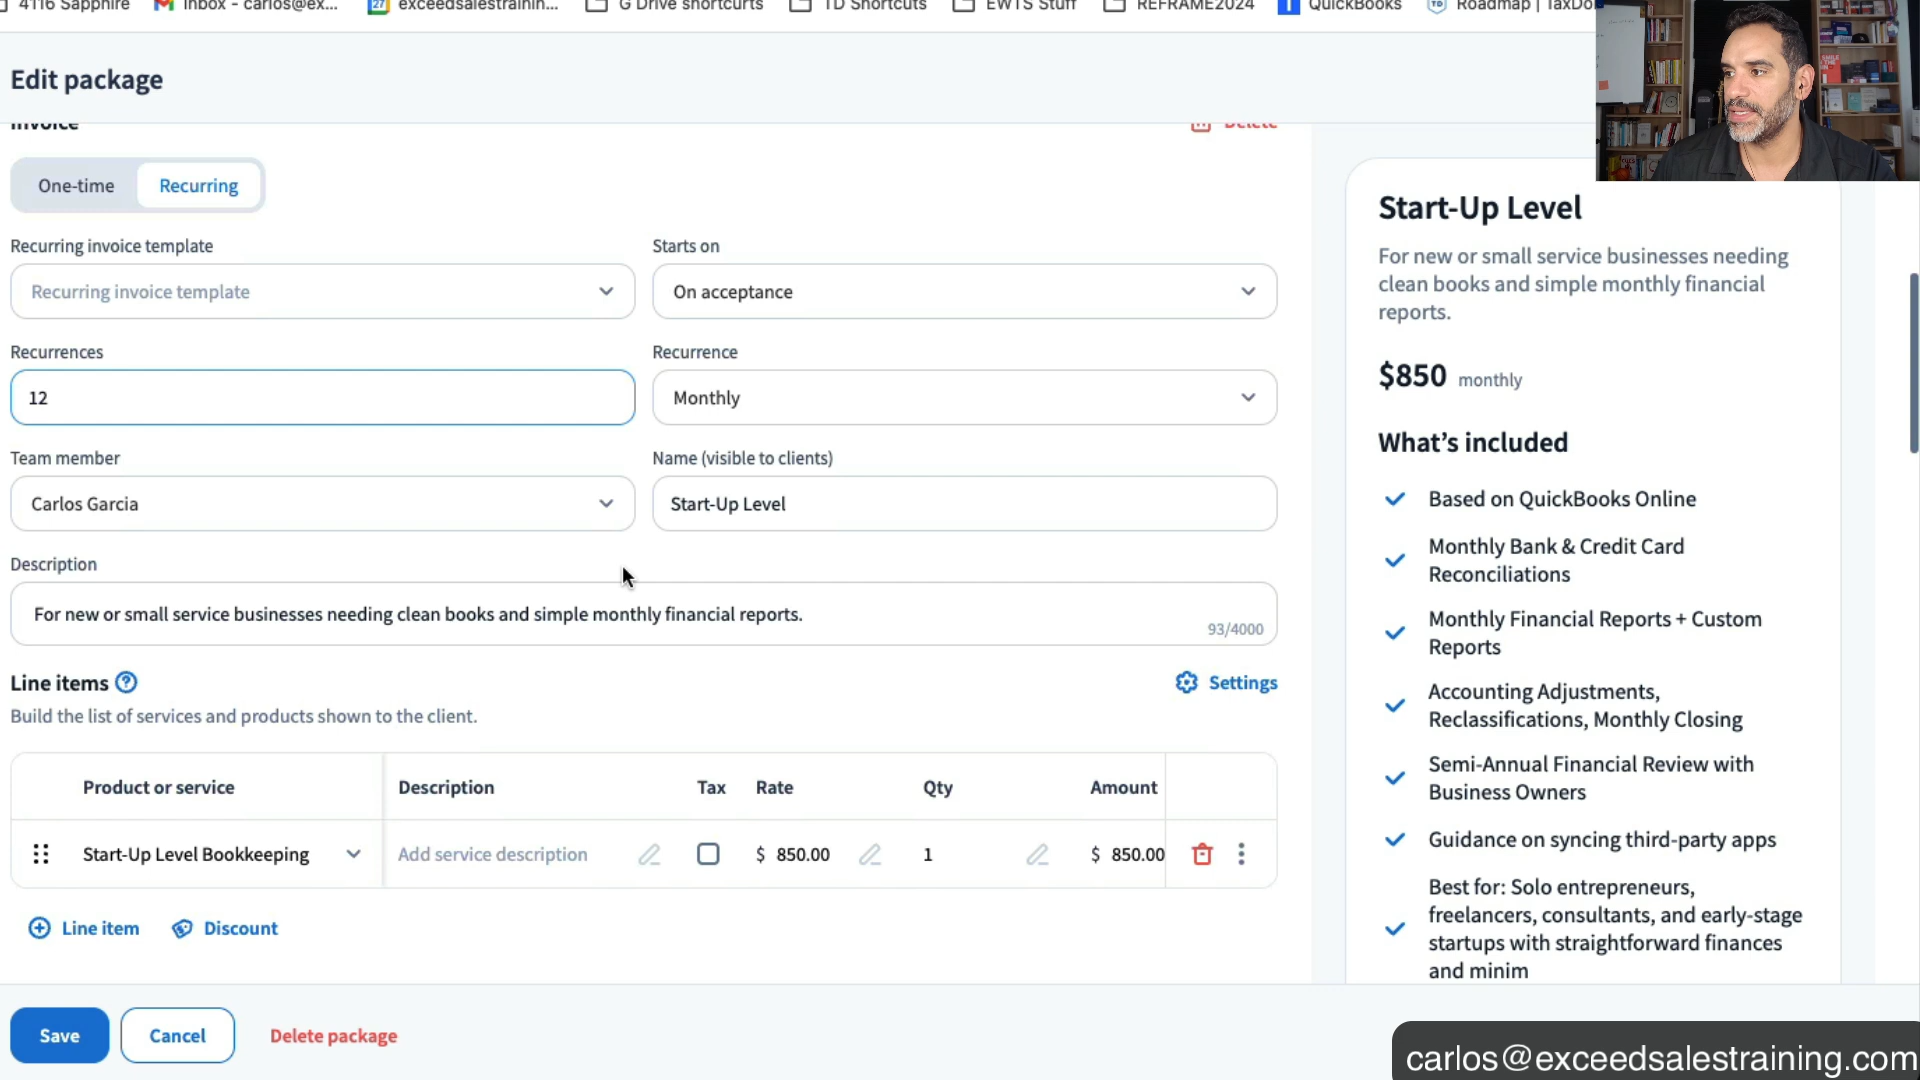 4116 Sapphire
Inbox - carlos@ex...
27
exceedsalestrainin...
G Drive shortcurts
TD Shortcuts
EWTS Stuff
REFRAME2024
QuickBooks
TD
Roadmap | TaxDo
Edit package
Invoice
Delete
One-time
Recurring
Recurring invoice template
Starts on
Recurring invoice template
On acceptance
Recurrences
Recurrence
12
Monthly
Team member
Name (visible to clients)
Carlos Garcia
Start-Up Level
Description
For new or small service businesses needing clean books and simple monthly financial reports.
93/4000
Line items
Settings
Build the list of services and products shown to the client.
Product or service
Description
Tax
Rate
Qty
Amount
Start-Up Level Bookkeeping
Add service description
$ 850.00
1
$ 850.00
Line item
Discount
Save
Cancel
Delete package
Start-Up Level
For new or small service businesses needing
clean books and simple monthly financial
reports.
$850 monthly
What’s included
Based on QuickBooks Online
Monthly Bank & Credit Card
Reconciliations
Monthly Financial Reports + Custom
Reports
Accounting Adjustments,
Reclassifications, Monthly Closing
Semi-Annual Financial Review with
Business Owners
Guidance on syncing third-party apps
Best for: Solo entrepreneurs,
freelancers, consultants, and early-stage
startups with straightforward finances
and minim
carlos@exceedsalestraining.com